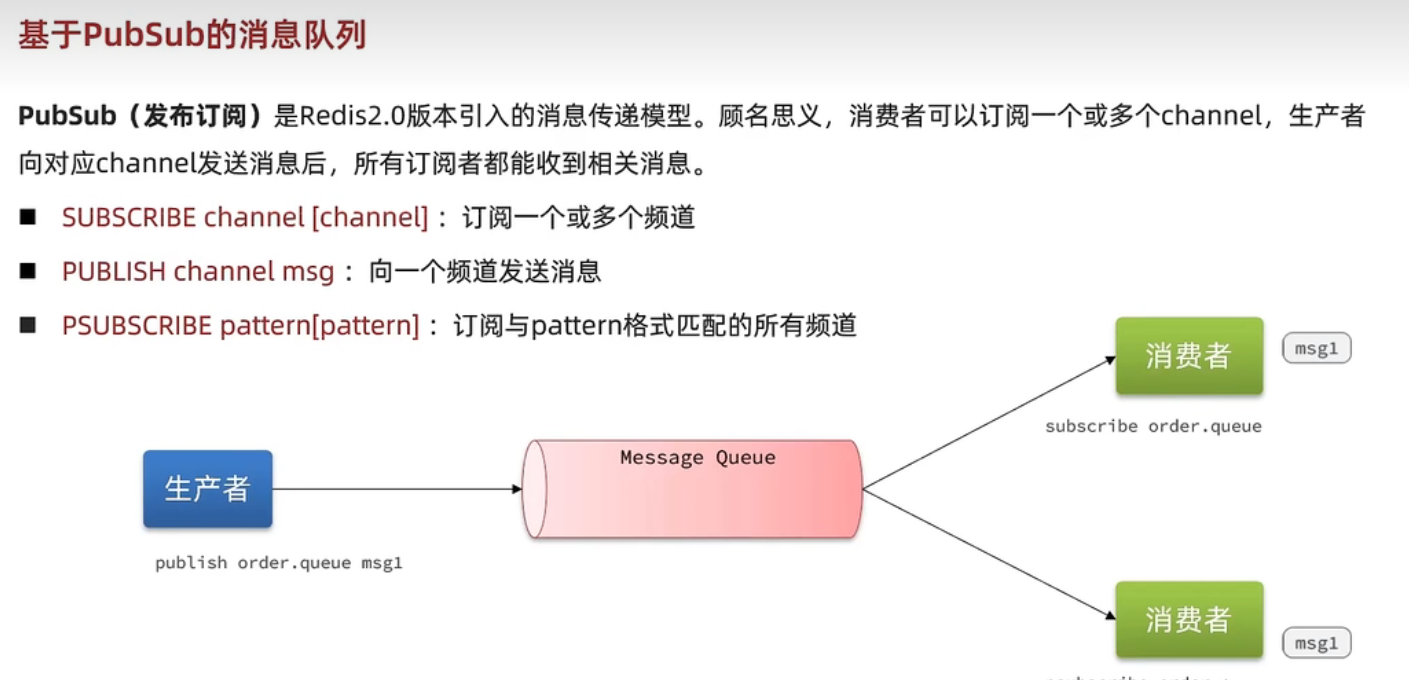 基于PubSub的消息队列
PubSub（发布订阅）是Redis2.0版本引入的消息传递模型。顾名思义，消费者可以订阅一个或多个channel，生产者
向对应channel发送消息后，所有订阅者都能收到相关消息。
■ SUBSCRIBE channel [channel] ：订阅一个或多个频道
■ PUBLISH channel msg ：向一个频道发送消息
■ PSUBSCRIBE pattern[pattern] ：订阅与pattern格式匹配的所有频道
消费者
msg1
subscribe order.queue
Message Queue
生产者
publish order.queue msg1
消费者
msg1